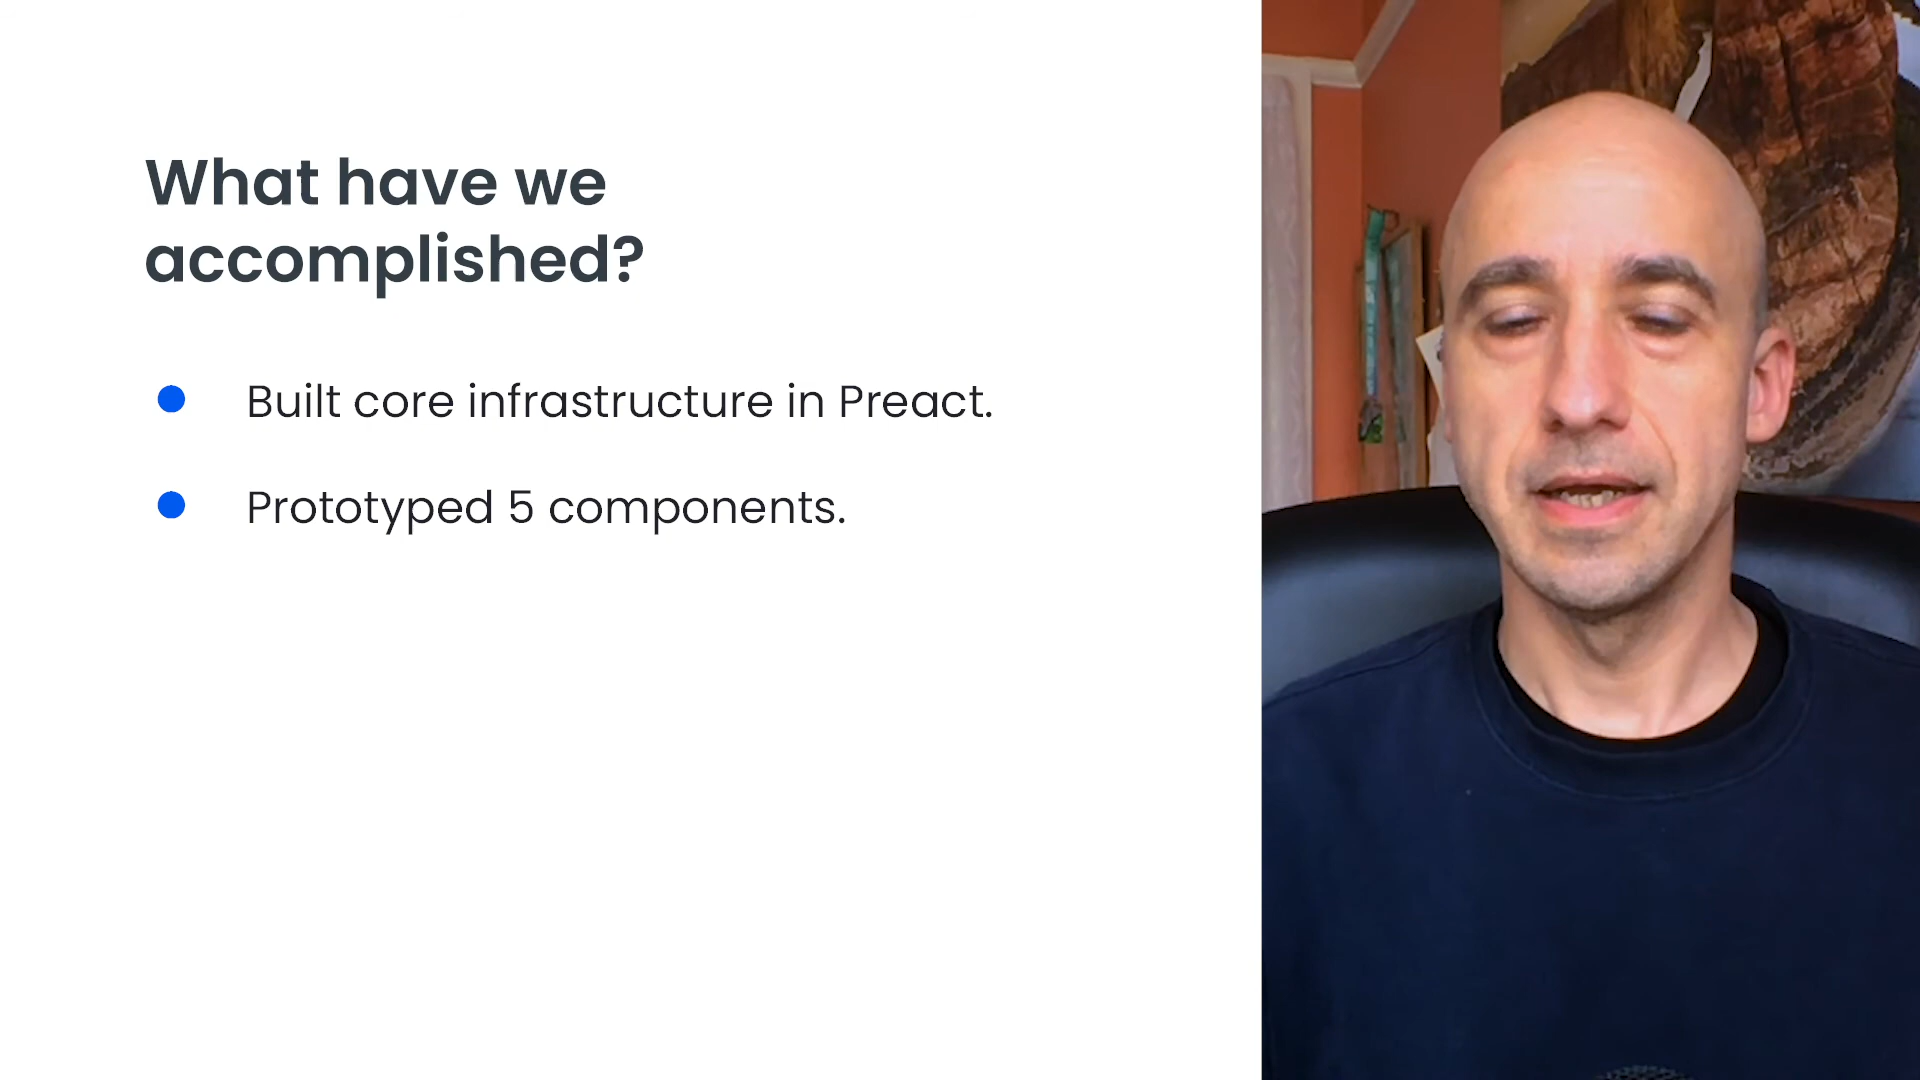 What have we
accomplished?
Built core infrastructure in Preact.
Prototyped 5 components.